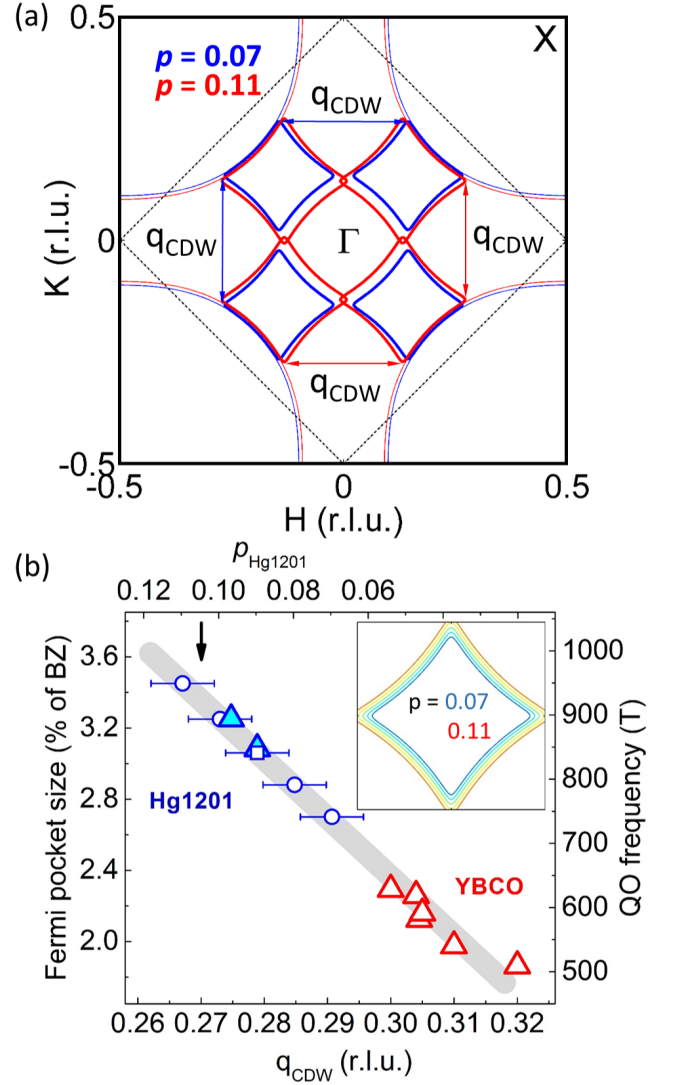 (a)
0.5
X
p = 0.07
p = 0.11
qCDW
K (r.l.u.)
0
qCDW
Γ
qCDW
qCDW
-0.5
-0.5
0
0.5
H (r.l.u.)
(b)
pHg1201
0.12
0.10
0.08
0.06
3.6
3.2
2.8
2.4
2.0
Fermi pocket size (% of BZ)
p = 0.07
0.11
Hg1201
YBCO
1000
900
800
700
600
500
QO frequency (T)
0.26 0.27 0.28 0.29 0.30 0.31 0.32
qCDW (r.l.u.)